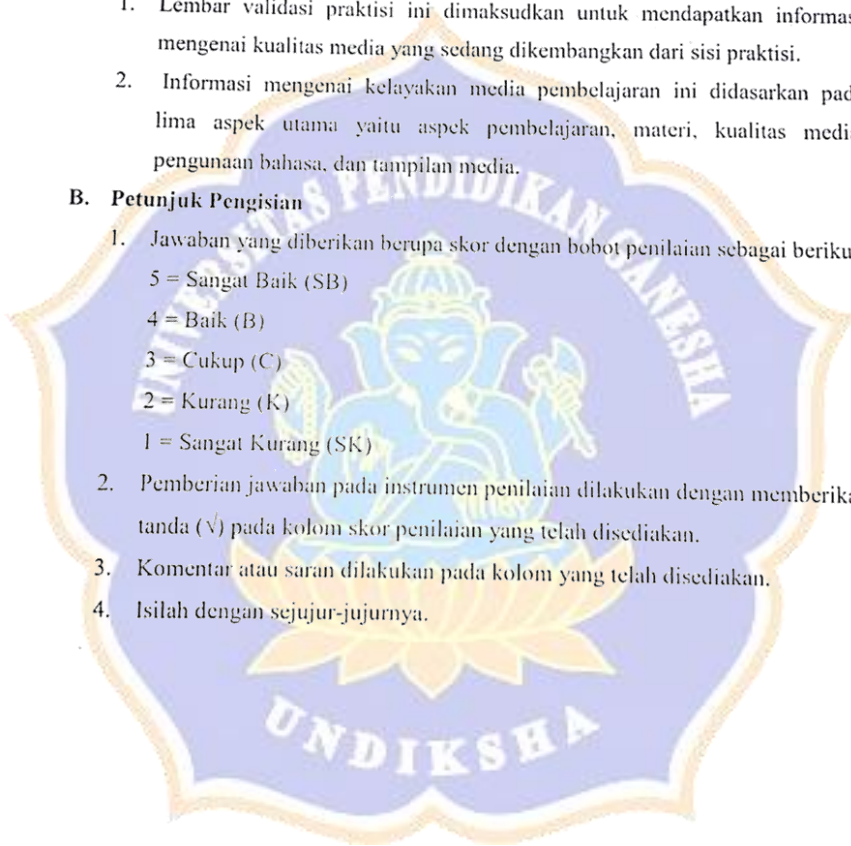 1. Lembar validasi praktisi ini dimaksudkan untuk mendapatkan informas
mengenai kualitas media yang sedang dikembangkan dari sisi praktisi.
2. Informasi mengenai kelayakan media pembelajaran ini didasarkan pad
lima aspek utama yaitu aspek pembelajaran, materi, kualitas medi
pengunaan bahasa, dan tampilan media.
B. Petunjuk Pengisian
1. Jawaban yang diberikan berupa skor dengan bobot penilaian sebagai beriku
5 = Sangat Baik (SB)
4 = Baik (B)
3 = Cukup (C)
2 = Kurang (K)
1 = Sangat Kurang (SK)
2. Pemberian jawaban pada instrumen penilaian dilakukan dengan memberika
tanda (√) pada kolom skor penilaian yang telah disediakan.
3. Komentar atau saran dilakukan pada kolom yang telah disediakan.
4. Isilah dengan sejujur-jujurnya.
UNIVERSITAS PENDIDIKAN GANESHA
UNDIKSHA